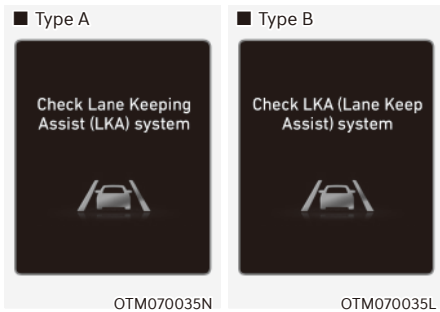 ■ Type A
Check Lane Keeping
Assist (LKA) system
OTM070035N
■ Type B
Check LKA (Lane Keep
Assist) system
OTM070035L